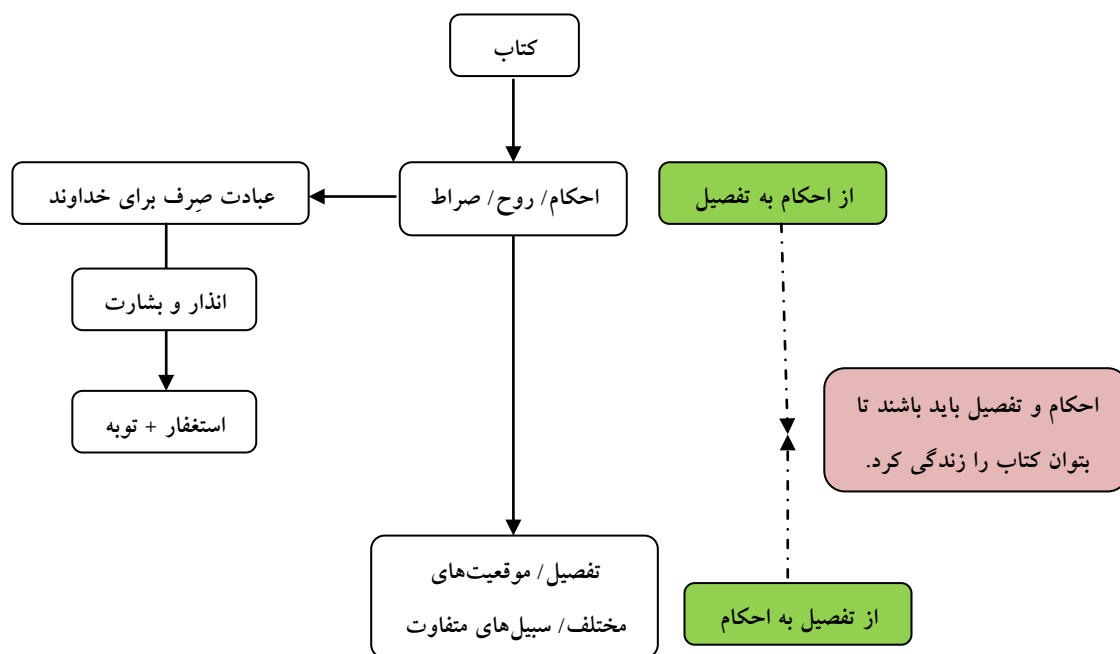 کتاب
از احکام به تفصیل
احکام/ روح/ صراط
عبادت صِرف برای خداوند
انذار و بشارت
استغفار + توبه
احکام و تفصیل باید باشند تا
بتوان کتاب را زندگی کرد.
تفصیل/ موقعیت‌های
مختلف/ سبیل‌های متفاوت
از تفصیل به احکام